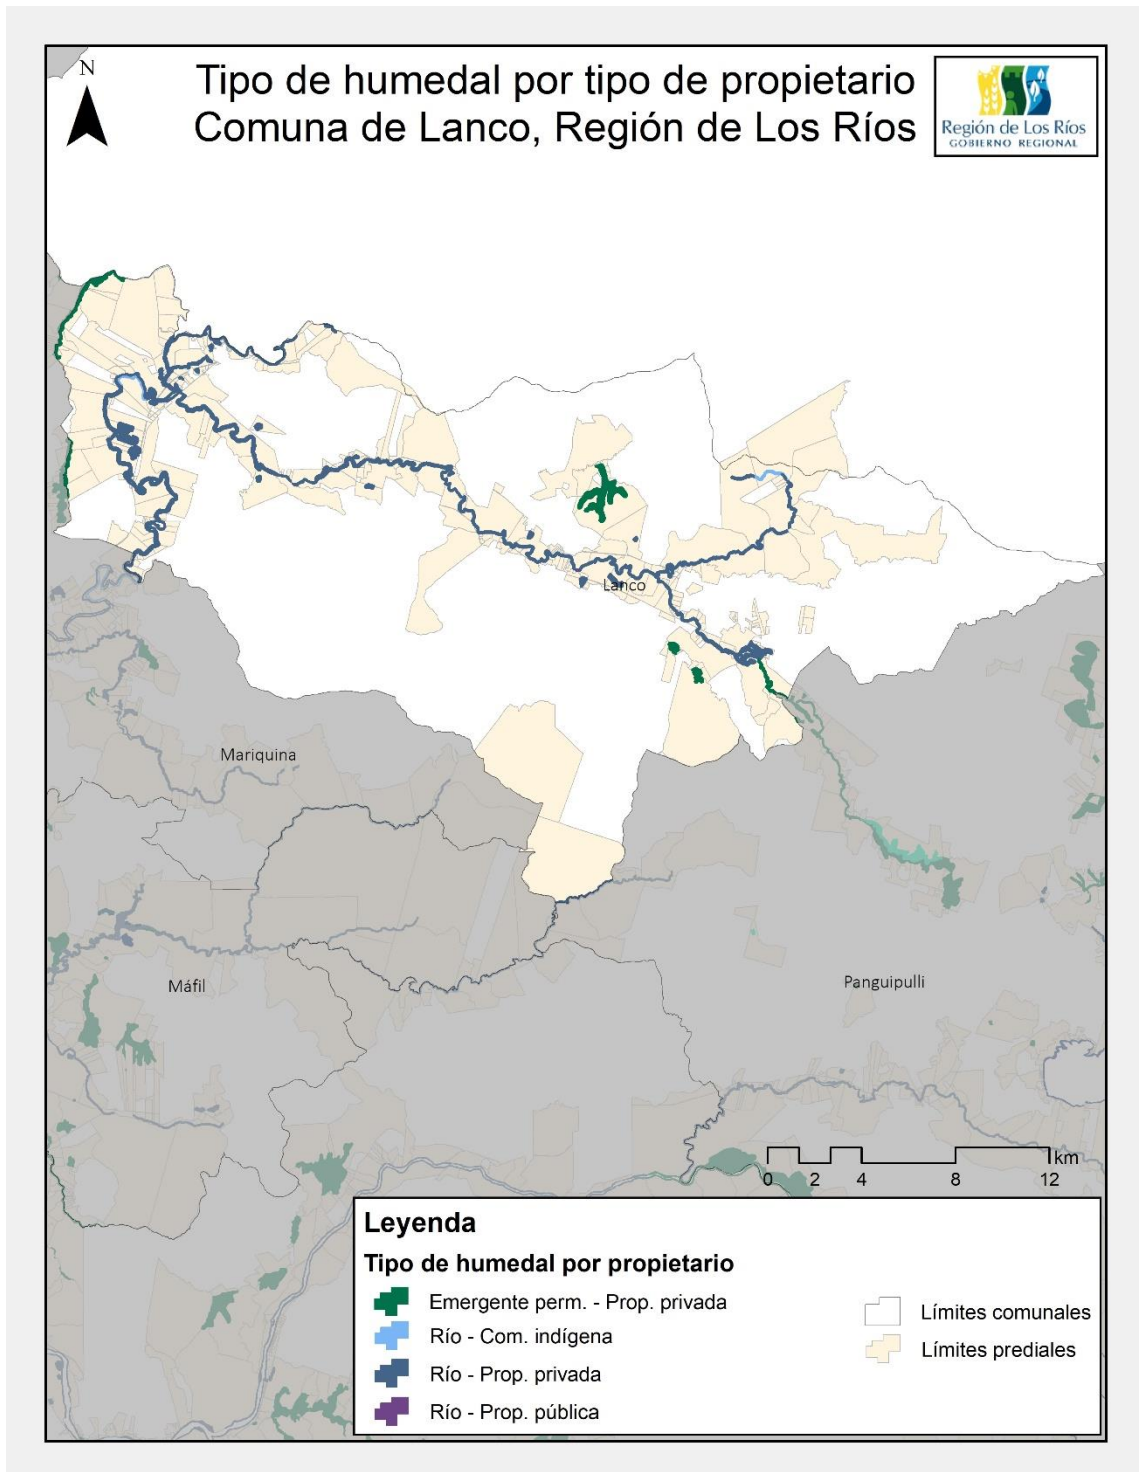 N
Tipo de humedal por tipo de propietario
Comuna de Lanco, Región de Los Ríos
Región de Los Ríos
GOBIERNO REGIONAL
Lanco
Mariquina
Máfil
Panguipulli
km
0 2 4 8 12
Leyenda
Tipo de humedal por propietario
Emergente perm. - Prop. privada
Río - Com. indígena
Río - Prop. privada
Río - Prop. pública
Límites comunales
Límites prediales